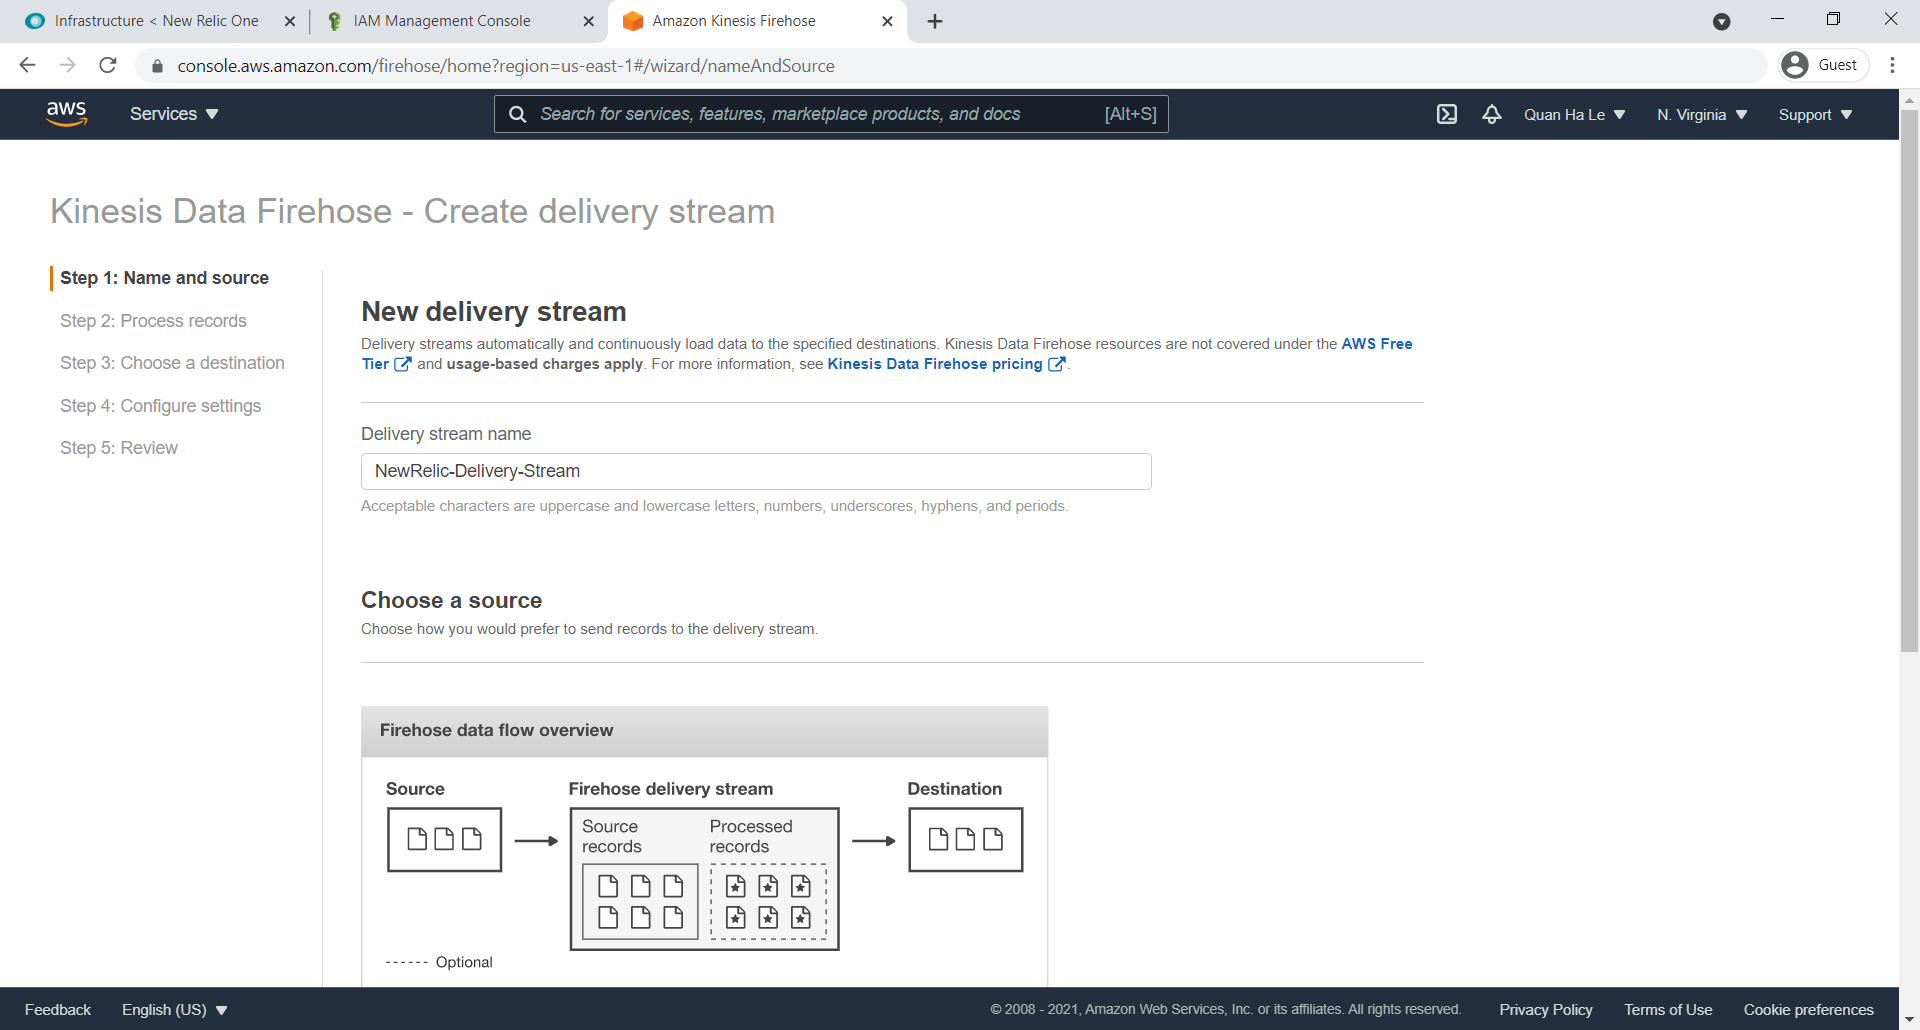 Infrastructure < New Relic One
IAM Management Console
Amazon Kinesis Firehose
console.aws.amazon.com/firehose/home?region=us-east-1#/wizard/nameAndSource
Guest
aws
Services
Search for services, features, marketplace products, and docs
[Alt+S]
Quan Ha Le
N. Virginia
Support
Kinesis Data Firehose - Create delivery stream
Step 1: Name and source
Step 2: Process records
Step 3: Choose a destination
Step 4: Configure settings
Step 5: Review
New delivery stream
Delivery streams automatically and continuously load data to the specified destinations. Kinesis Data Firehose resources are not covered under the AWS Free
Tier and usage-based charges apply. For more information, see Kinesis Data Firehose pricing.
Delivery stream name
NewRelic-Delivery-Stream
Acceptable characters are uppercase and lowercase letters, numbers, underscores, hyphens, and periods.
Choose a source
Choose how you would prefer to send records to the delivery stream.
Firehose data flow overview
Source
Firehose delivery stream
Destination
Source
records
Processed
records
Optional
Feedback
English (US)
© 2008 - 2021, Amazon Web Services, Inc. or its affiliates. All rights reserved.
Privacy Policy
Terms of Use
Cookie preferences